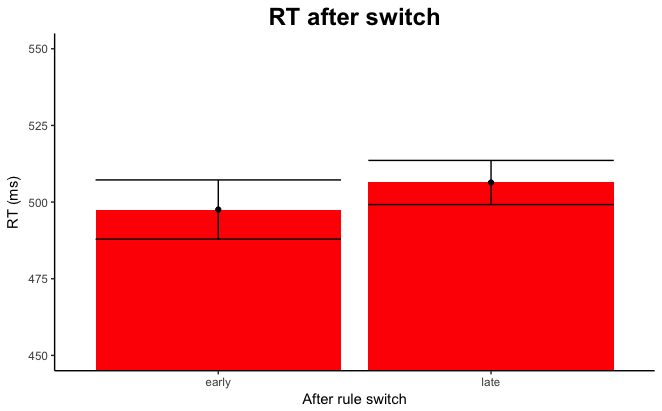 RT after switch
550
525
500
475
450
RT (ms)
early
late
After rule switch